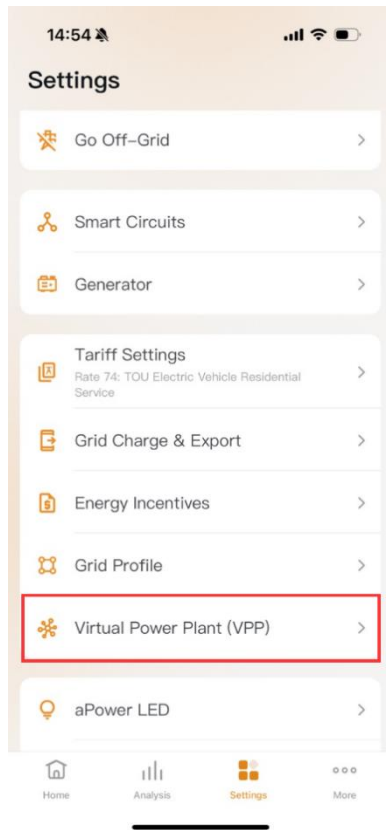 14:54
Settings
Go Off-Grid
Smart Circuits
Generator
Tariff Settings
Rate 74: TOU Electric Vehicle Residential
Service
Grid Charge & Export
Energy Incentives
Grid Profile
Virtual Power Plant (VPP)
aPower LED
Home Analysis Settings More